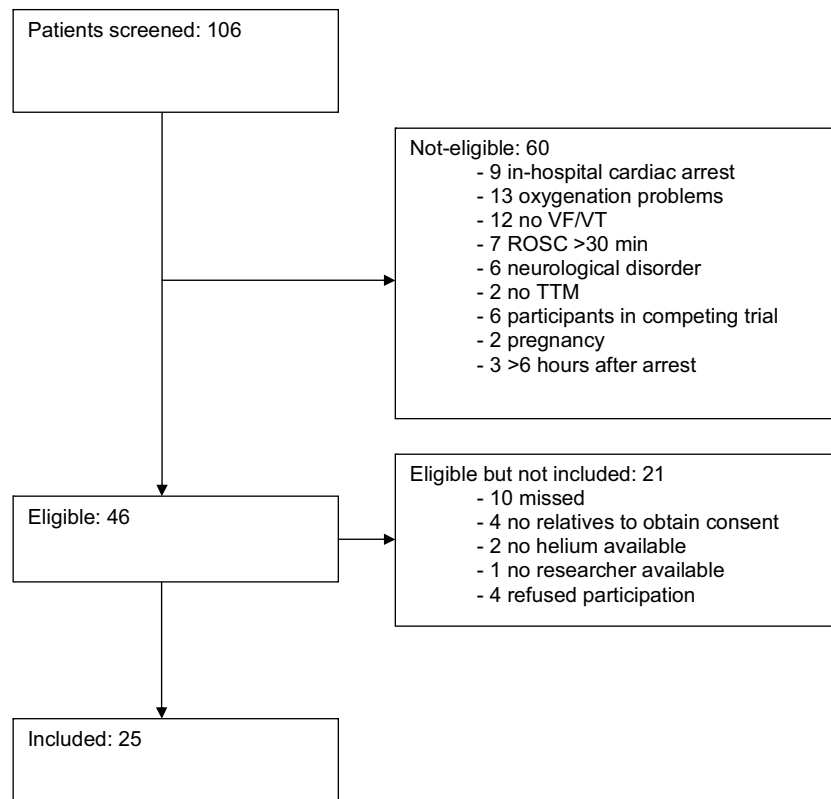 Patients screened: 106
Not-eligible: 60
- 9 in-hospital cardiac arrest
- 13 oxygenation problems
- 12 no VF/VT
- 7 ROSC >30 min
- 6 neurological disorder
- 2 no TTM
- 6 participants in competing trial
- 2 pregnancy
- 3 >6 hours after arrest
Eligible: 46
Eligible but not included: 21
- 10 missed
- 4 no relatives to obtain consent
- 2 no helium available
- 1 no researcher available
- 4 refused participation
Included: 25